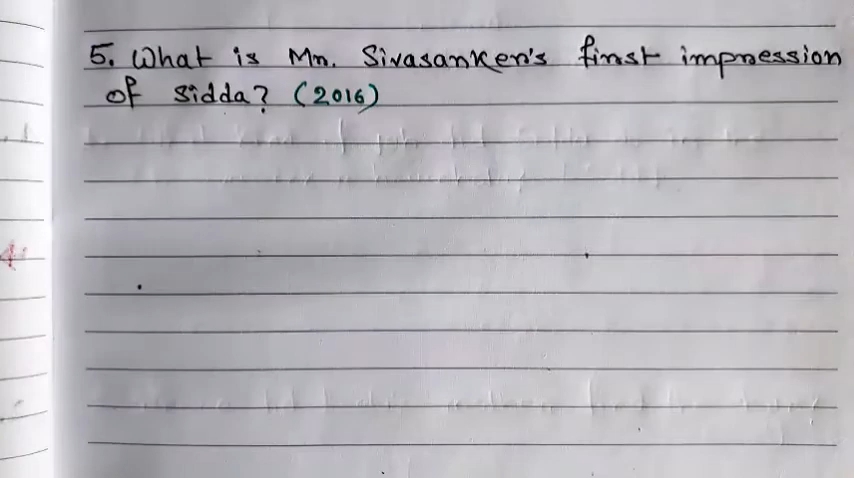 5. What is Mr. Sivasanker's first impression
of Sidda? (2016)